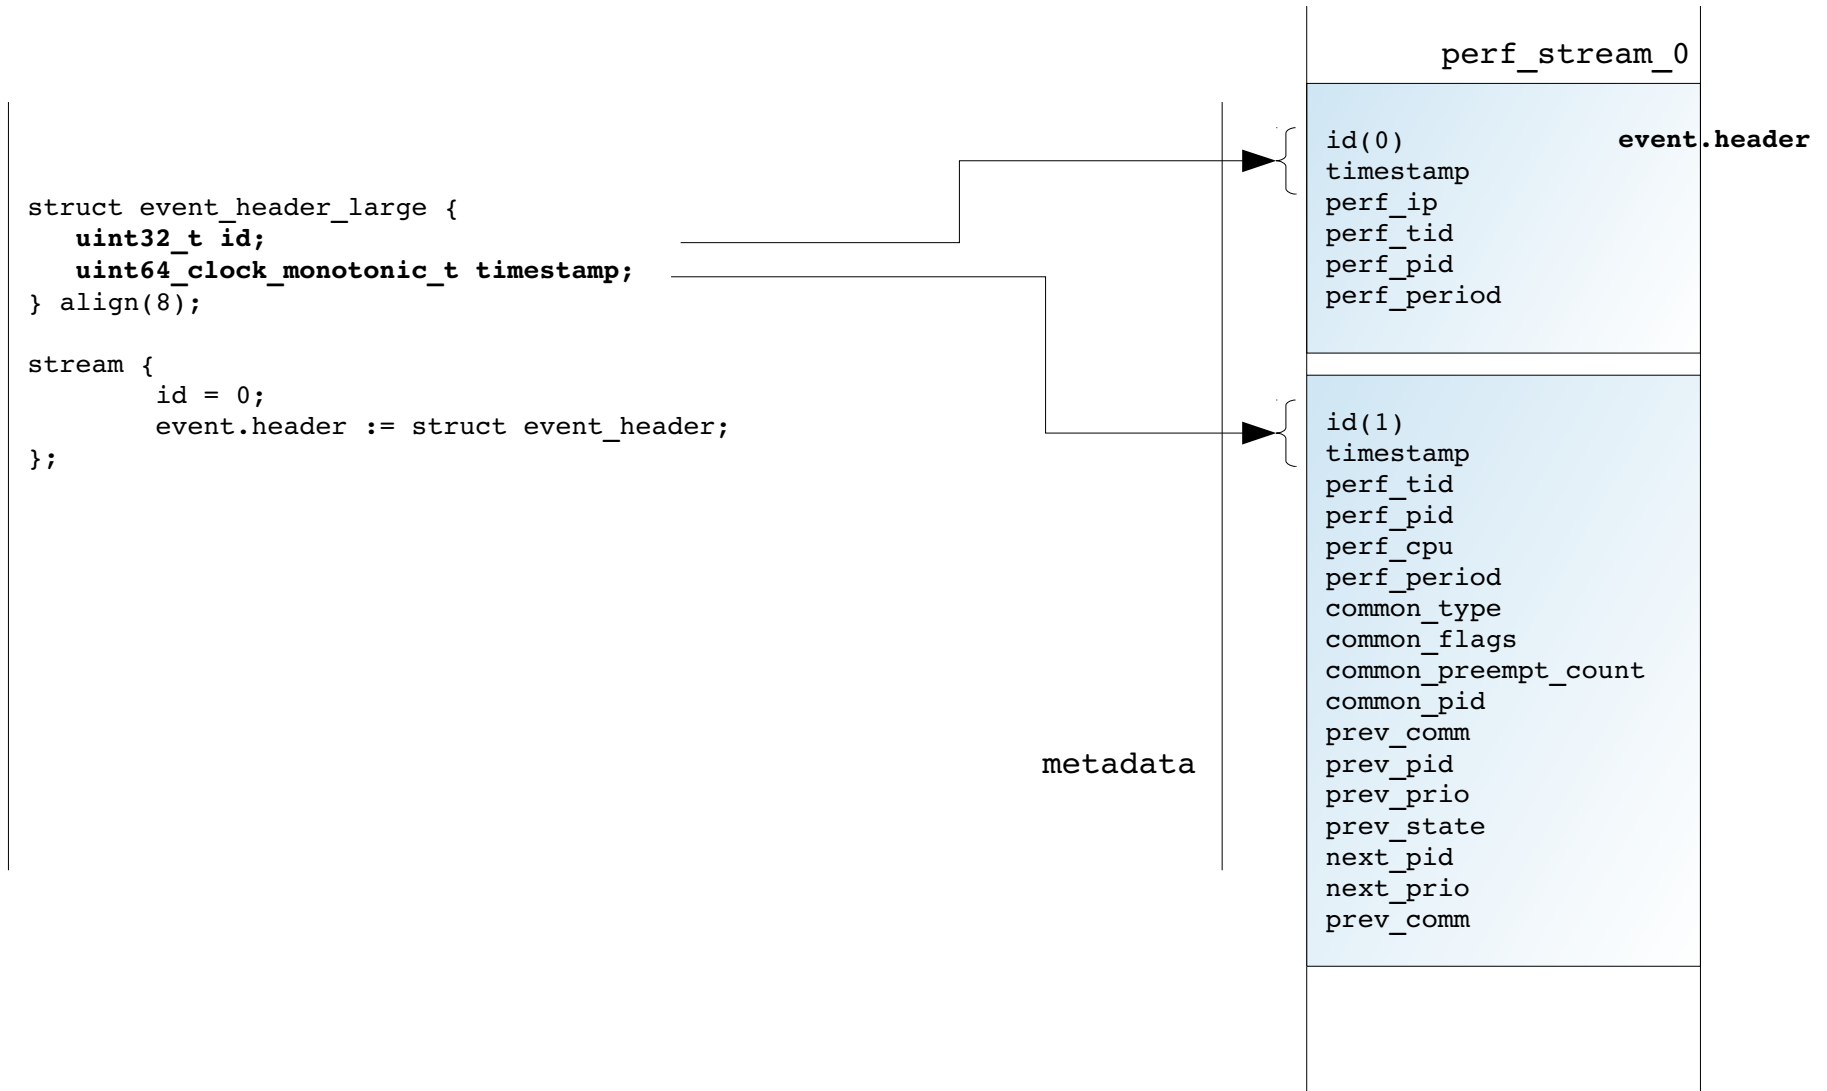 perf_stream_0
struct event_header_large {
uint32_t id;
uint64_clock_monotonic_t timestamp;
} align(8);
stream {
id = 0;
event.header := struct event_header;
};
metadata
id(0)
event.header
timestamp
perf_ip
perf_tid
perf_pid
perf_period
id(1)
timestamp
perf_tid
perf_pid
perf_cpu
perf_period
common_type
common_flags
common_preempt_count
common_pid
prev_comm
prev_pid
prev_prio
prev_state
next_pid
next_prio
prev_comm